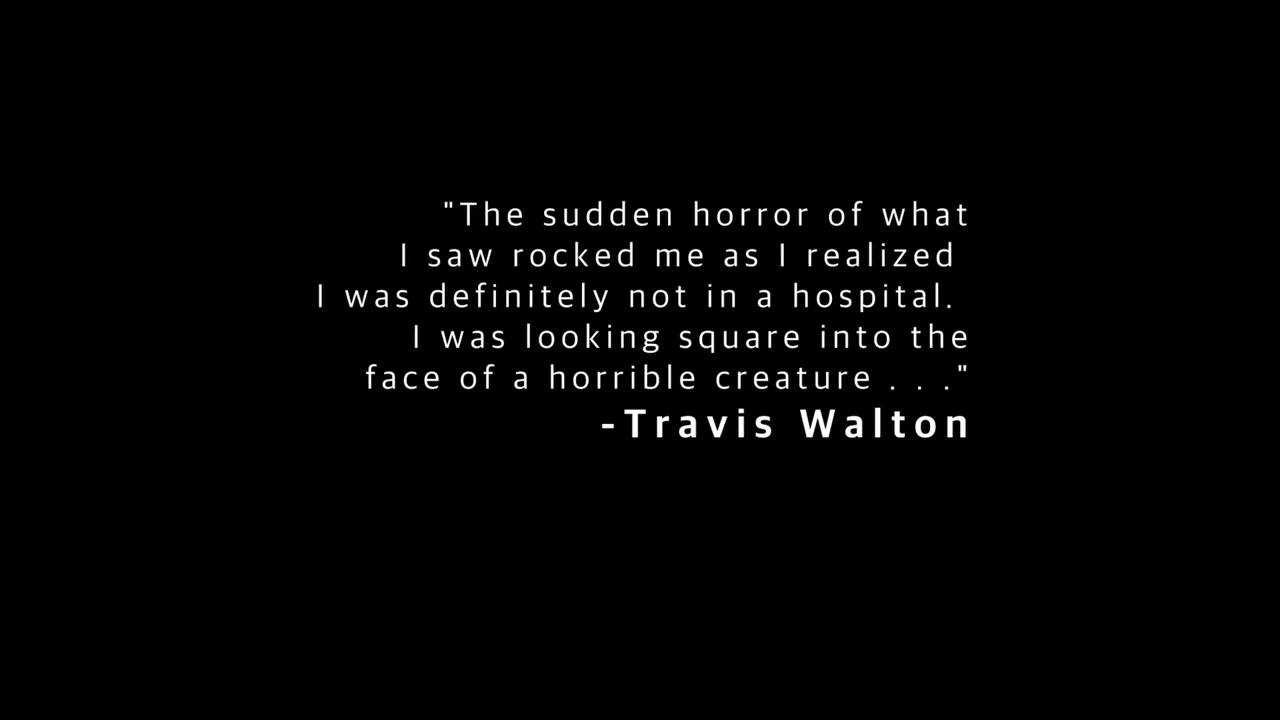 "The sudden horror of what
I saw rocked me as I realized
I was definitely not in a hospital.
I was looking square into the
face of a horrible creature . . ."
-Travis Walton